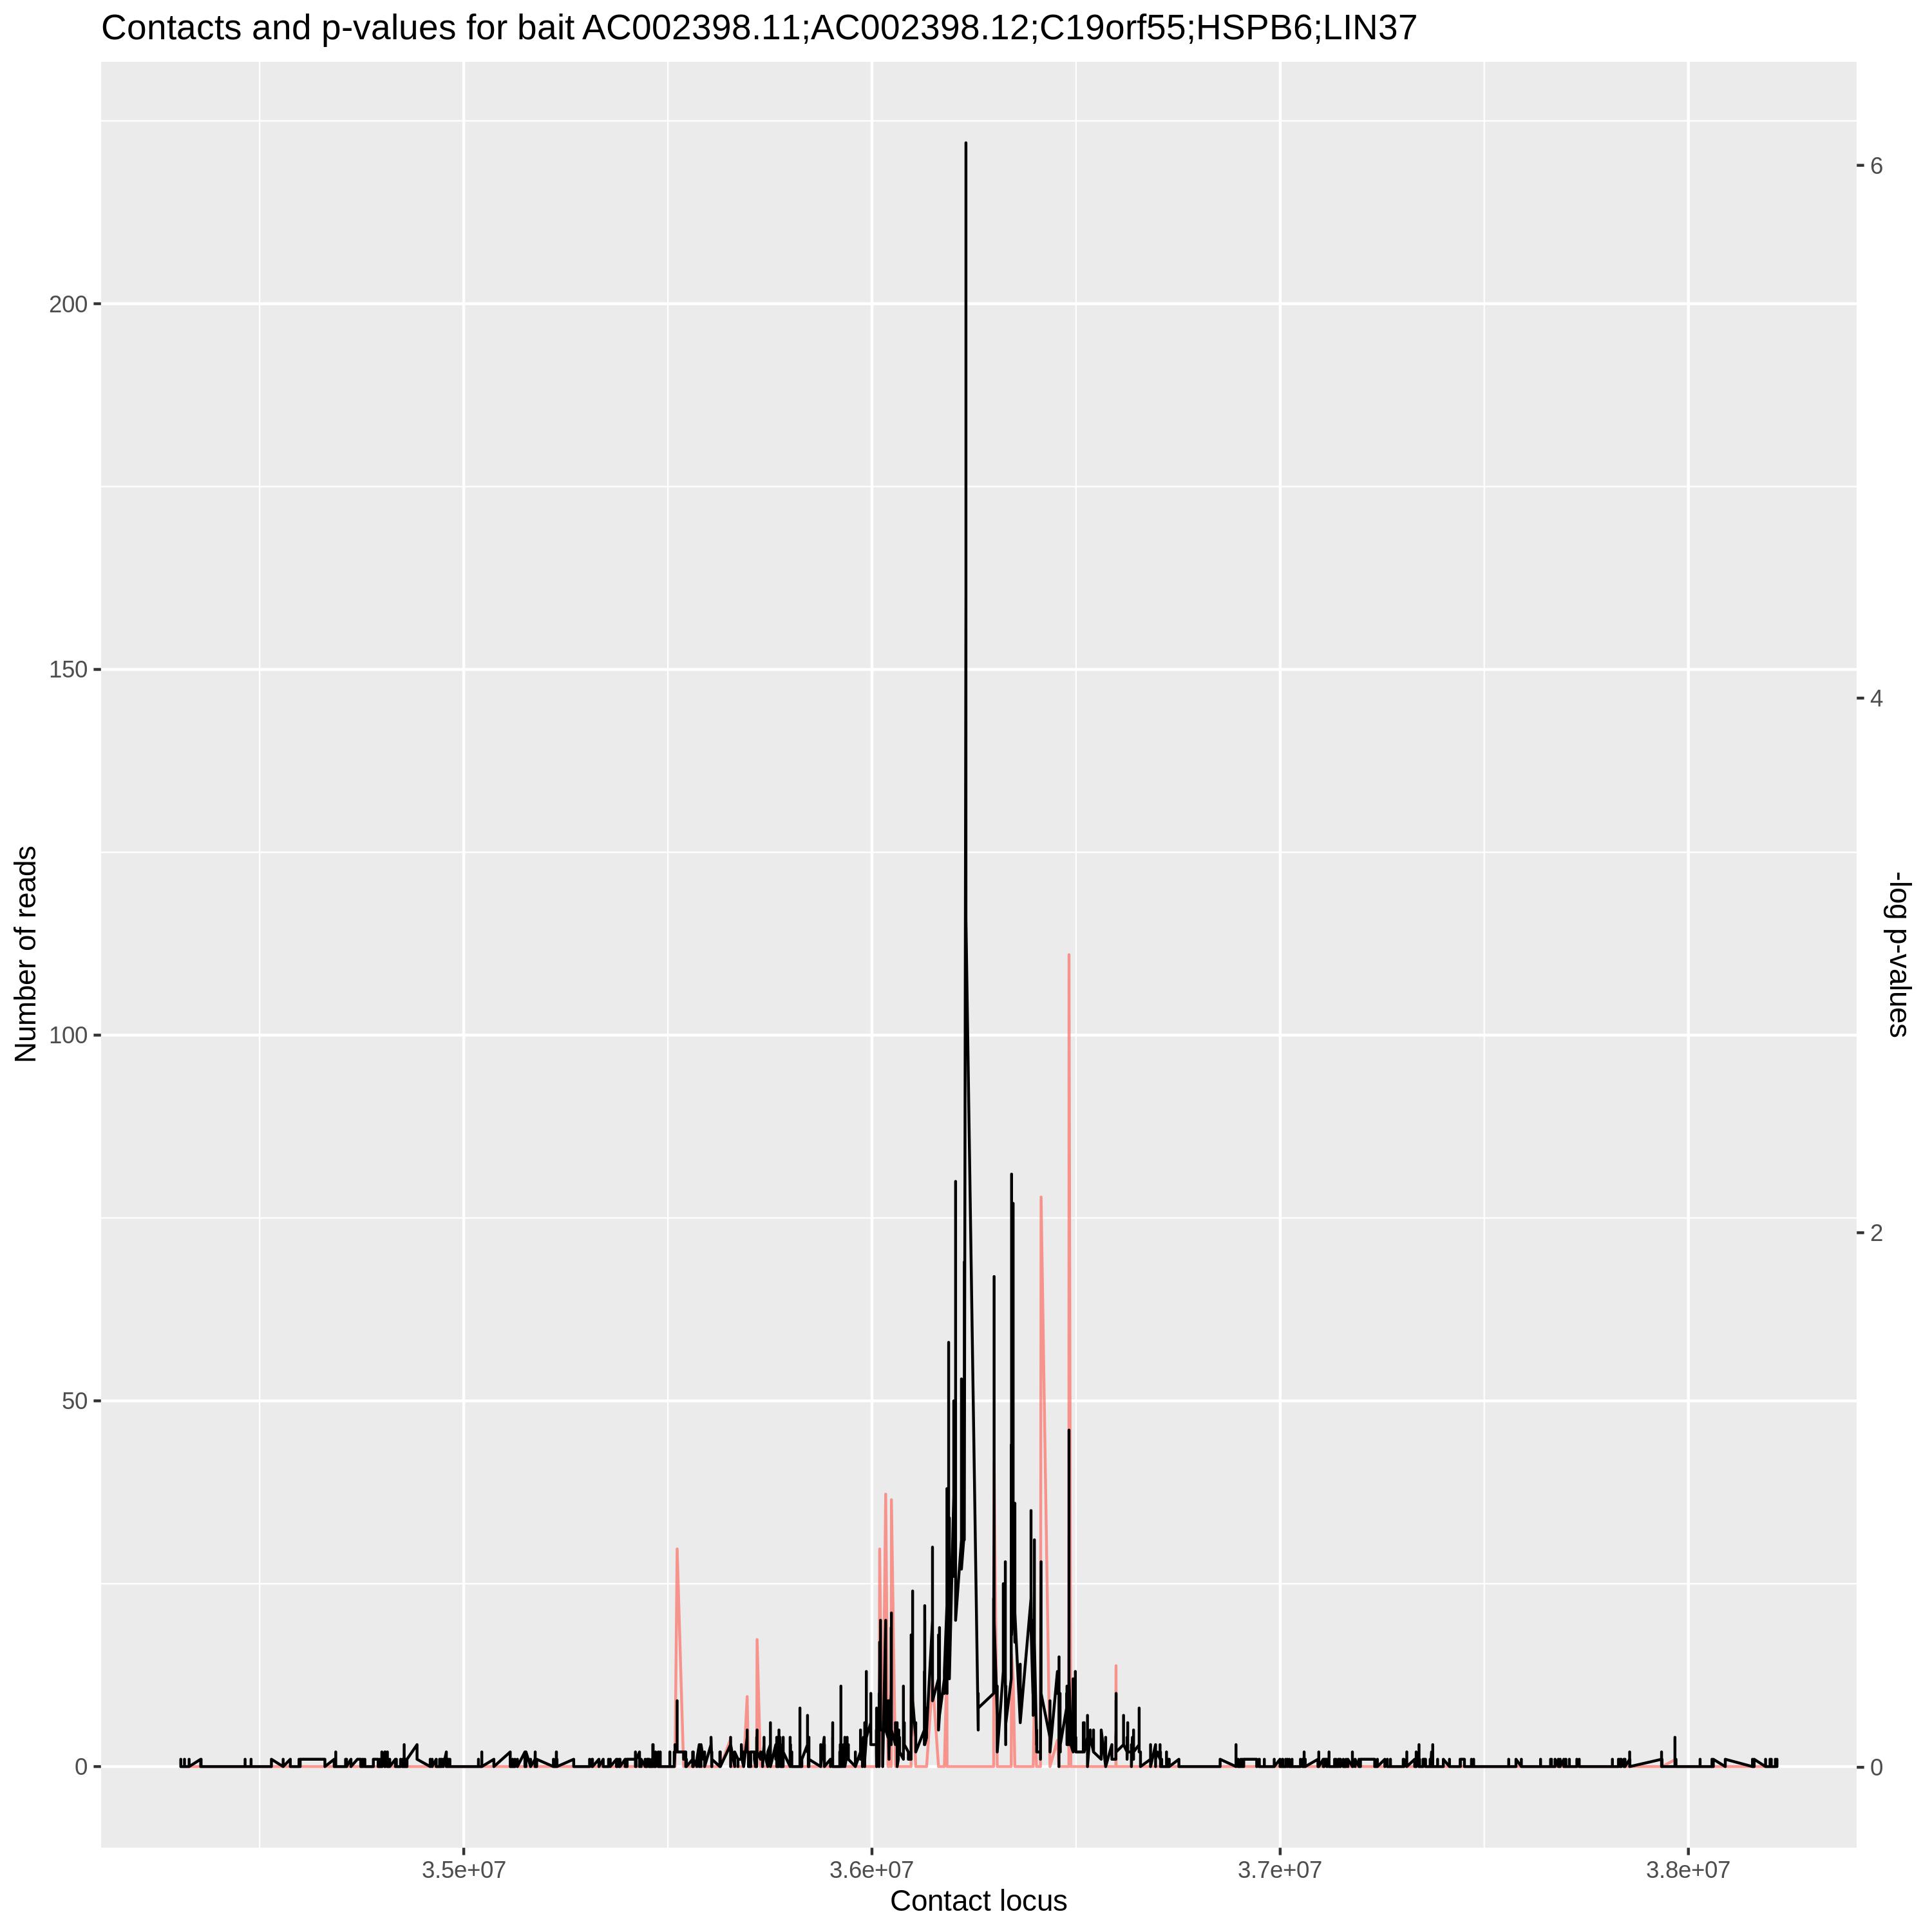 Contacts and p-values for bait AC002398.11;AC002398.12;C19orf55;HSPB6;LIN37
200
150
100
50
0
Number of reads
6
4
2
0
-log p-values
3.5e+07
3.6e+07
3.7e+07
3.8e+07
Contact locus